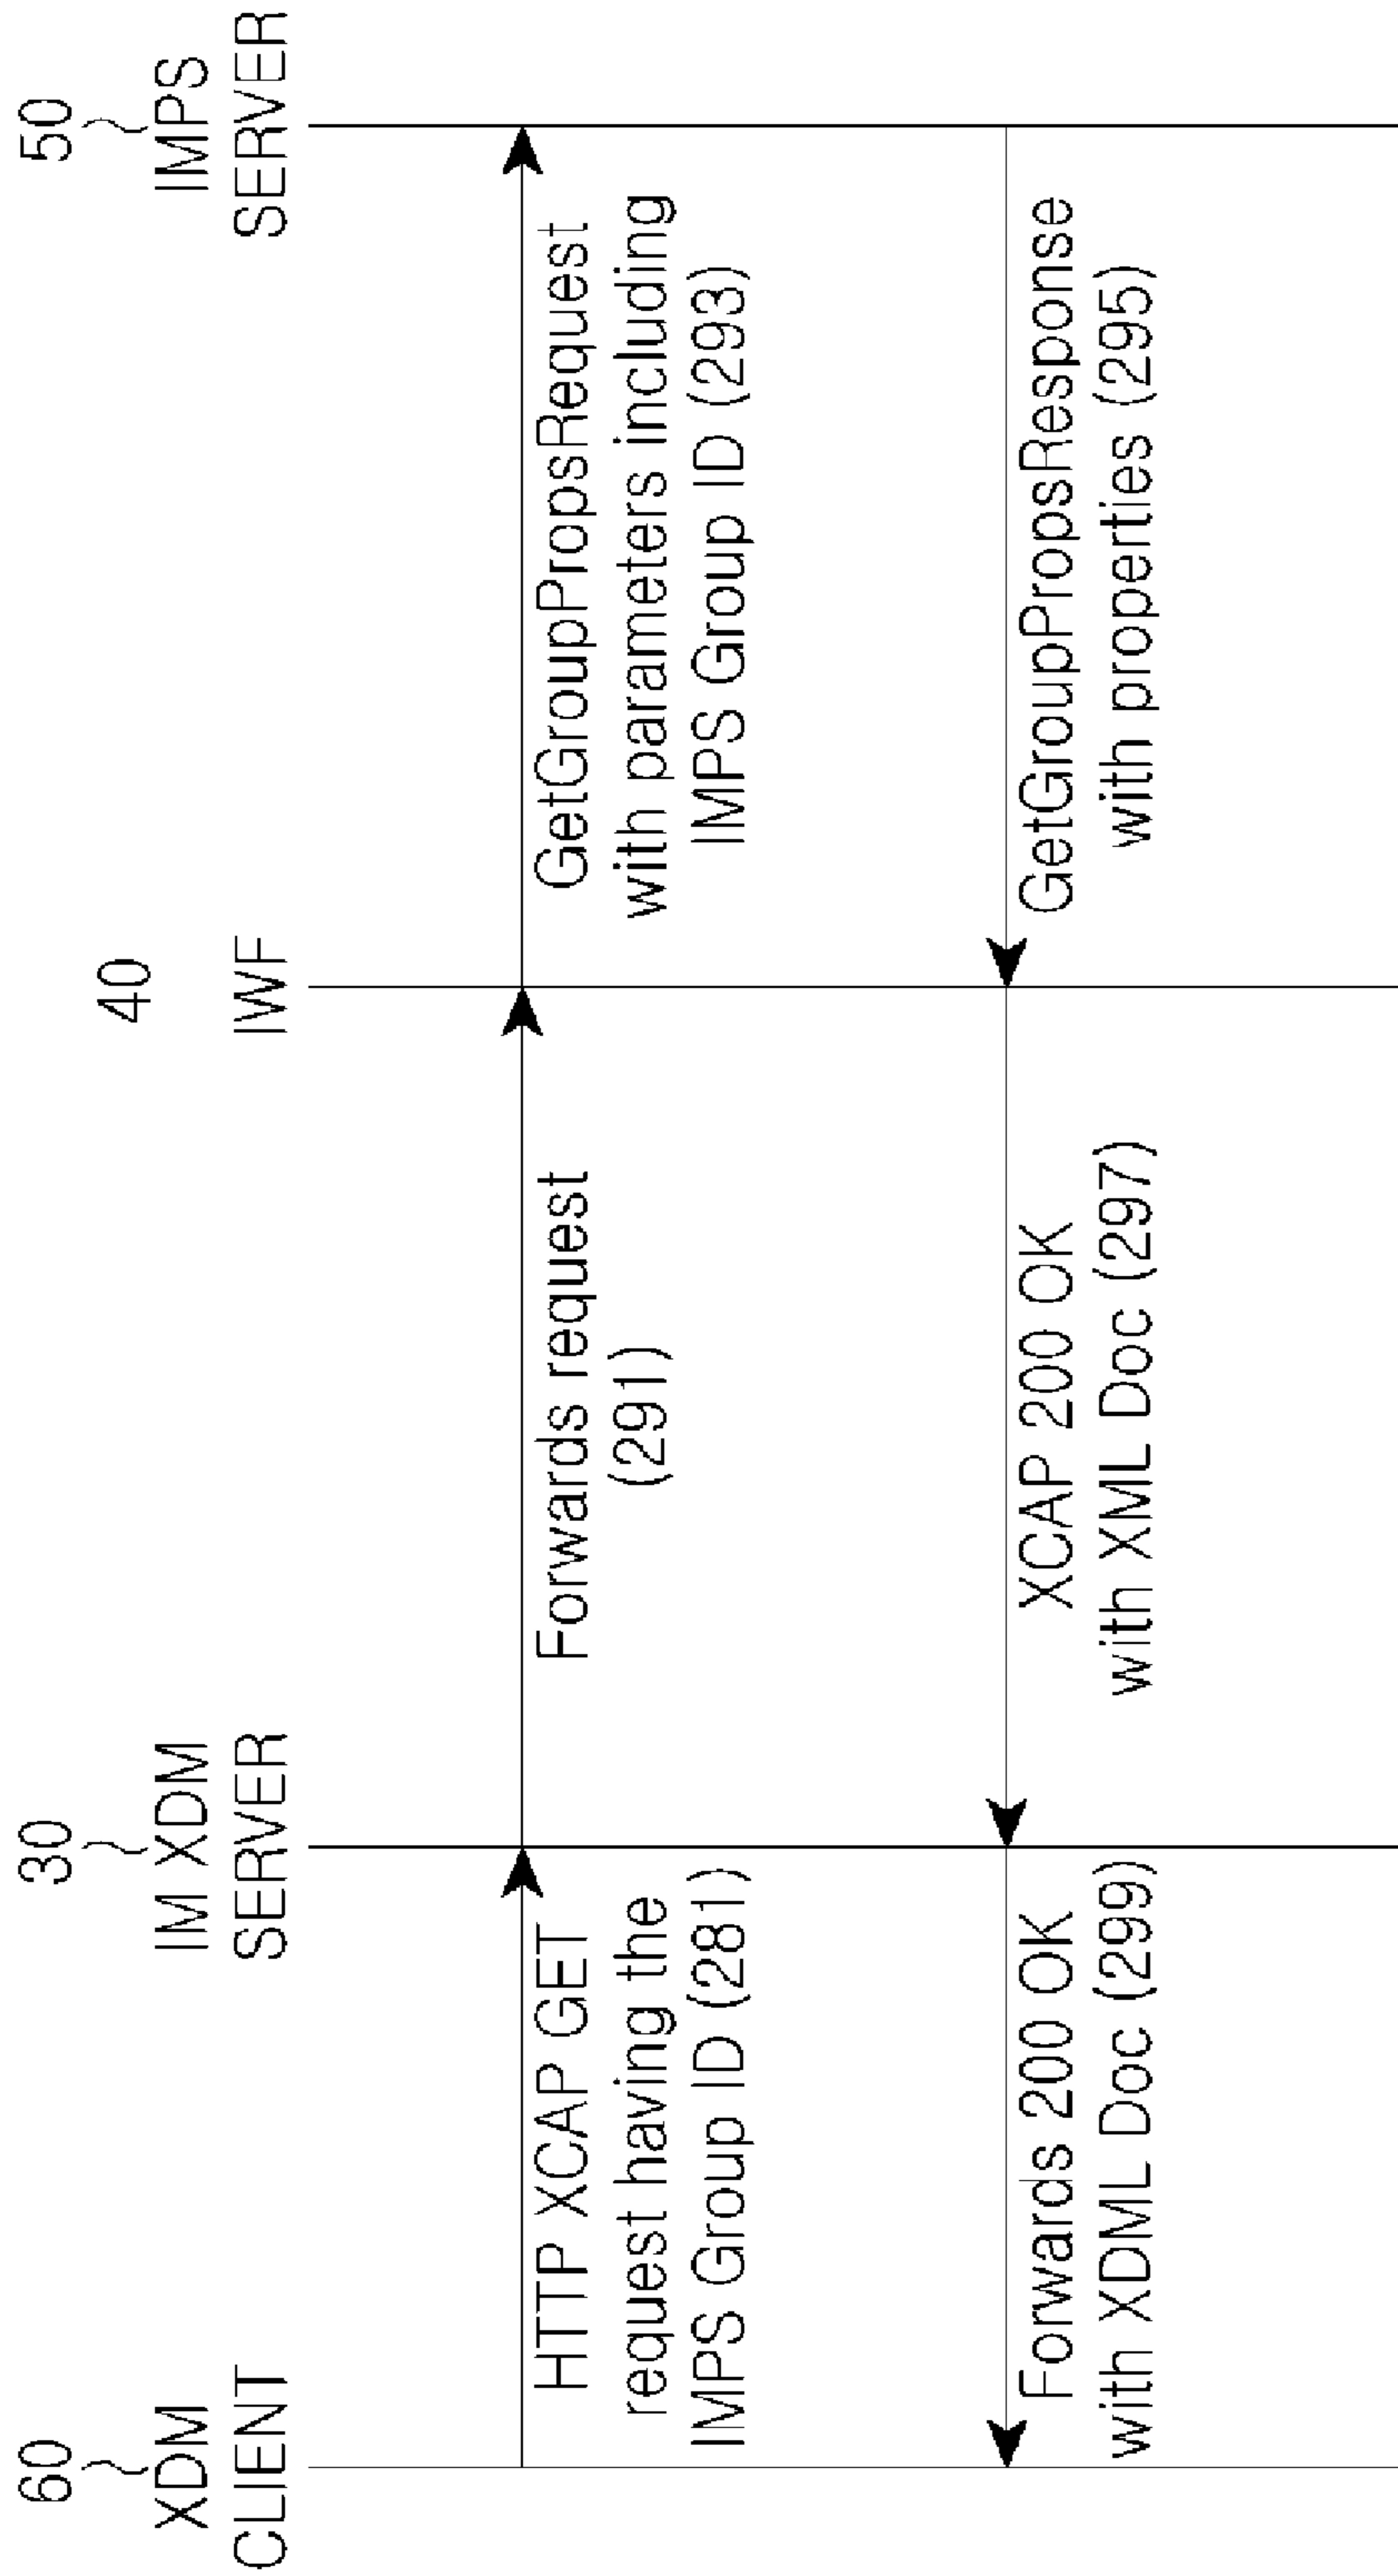 60
XDM
CLIENT
30
IM XDM
SERVER
40
IWF
50
IMPS
SERVER
HTTP XCAP GET
request having the
IMPS Group ID (281)
Forwards request
(291)
GetGroupPropsRequest
with parameters including
IMPS Group ID (293)
GetGroupPropsResponse
with properties (295)
XCAP 200 OK
with XML Doc (297)
Forwards 200 OK
with XDML Doc (299)